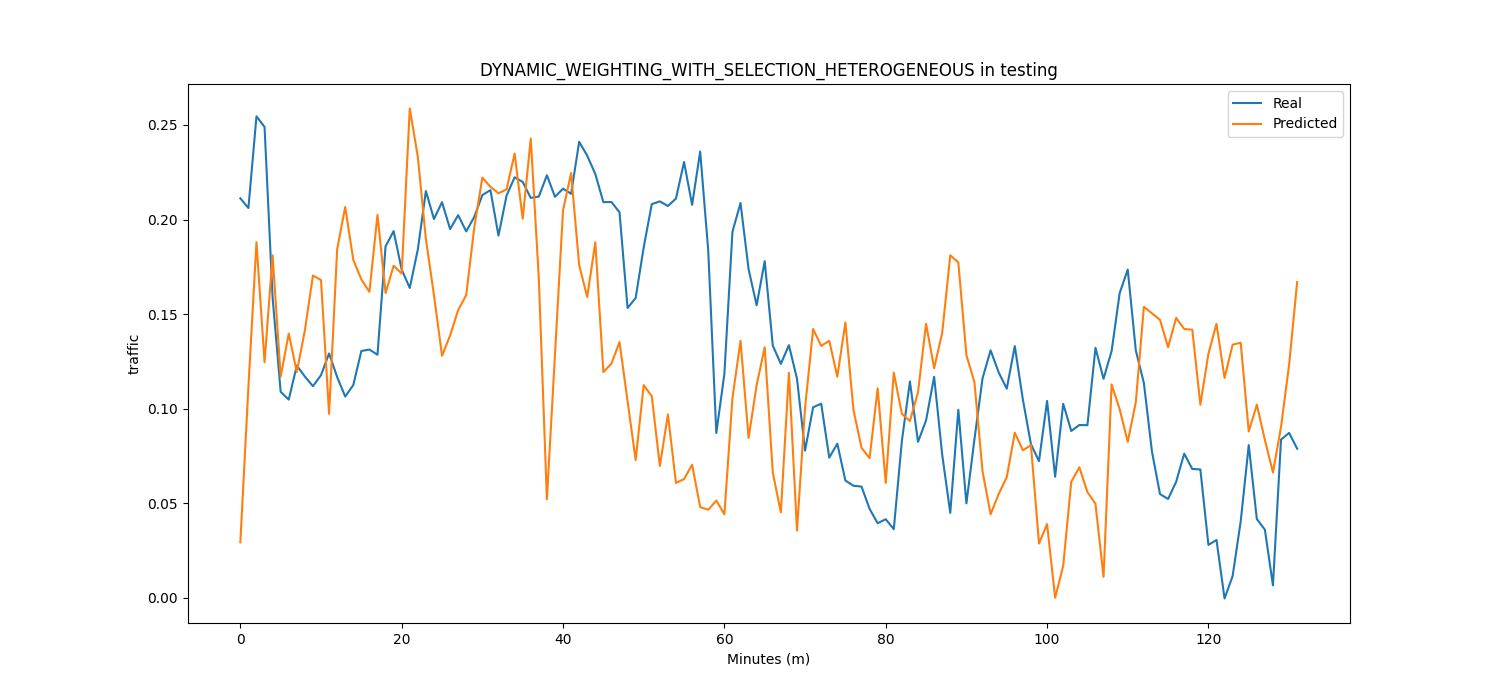 DYNAMIC_WEIGHTING_WITH_SELECTION_HETEROGENEOUS in testing
Real
Predicted
traffic
0.25
0.20
0.15
0.10
0.05
0.00
0 20 40 60 80 100 120
Minutes (m)